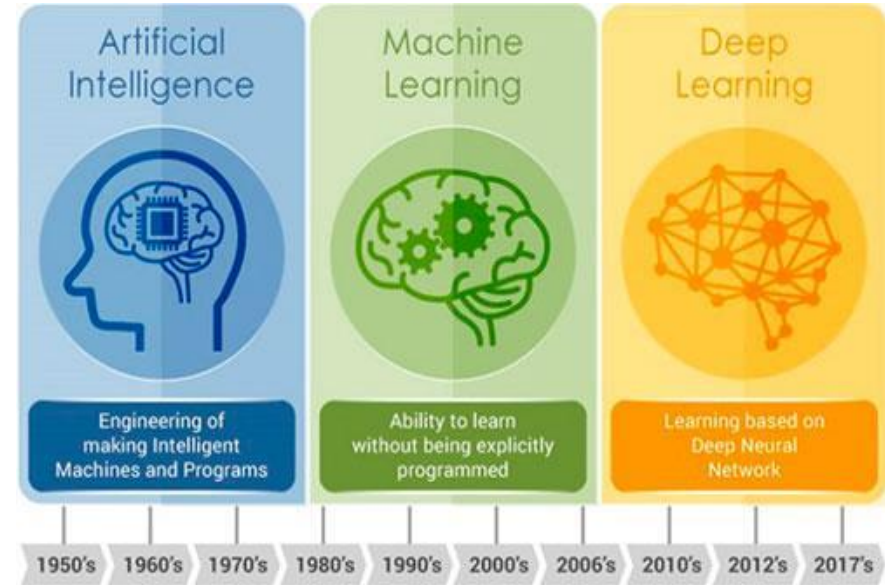 Artificial
Intelligence
Engineering of
making Intelligent
Machines and Programs
Machine
Learning
Ability to learn
without being explicitly
programmed
Deep
Learning
Learning based on
Deep Neural
Network
1950's 1960's 1970's 1980's 1990's 2000's 2006's 2010's 2012's 2017's